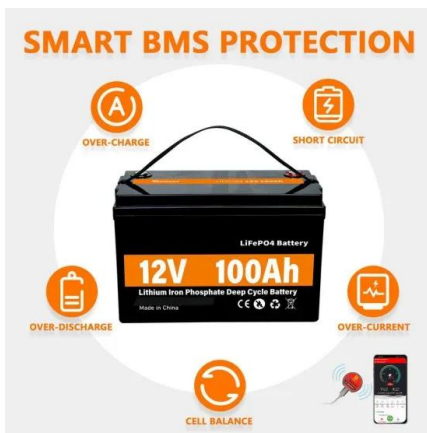 SMART BMS PROTECTION
A
OVER-CHARGE
SHORT CIRCUIT
LiFePO4 Battery
12V 100Ah
Lithium Iron Phosphate Deep Cycle Battery
Made in China
CE
OVER-DISCHARGE
OVER-CURRENT
CELL BALANCE